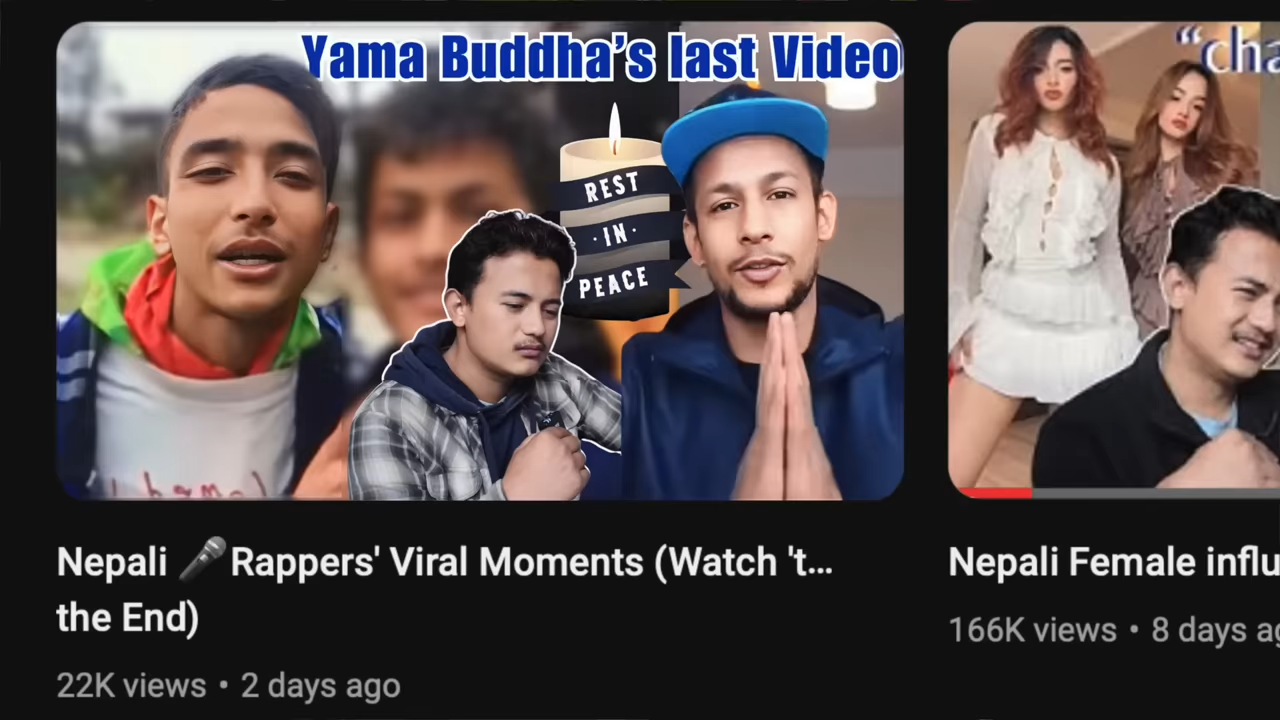 Yama Buddha's last Video
REST
·IN·
PEACE
Nepali 🎤Rappers' Viral Moments (Watch 't...
the End)
22K views • 2 days ago
“cha
Nepali Female influ
166K views • 8 days ag